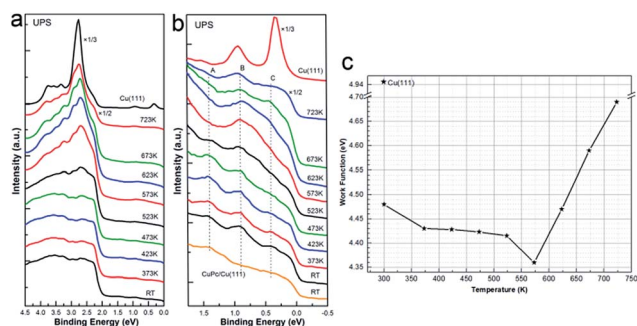 a
UPS
×1/3
Cu(111)
×1/2
723K
673K
623K
573K
523K
473K
423K
373K
RT
Intensity (a.u.)
4.5 4.0 3.5 3.0 2.5 2.0 1.5 1.0 0.5 0.0
Binding Energy (eV)
b
UPS
×1/3
Cu(111)
A B C
×1/2
723K
673K
623K
573K
523K
473K
423K
373K
RT
CuPc/Cu(111)
RT
Intensity (a.u.)
1.5 1.0 0.5 0.0 -0.5
Binding Energy (eV)
c
Cu(111)
4.94
4.70
4.65
4.60
4.55
4.50
4.45
4.40
4.35
Work Function (eV)
250 300 350 400 450 500 550 600 650 700 750
Temperature (K)